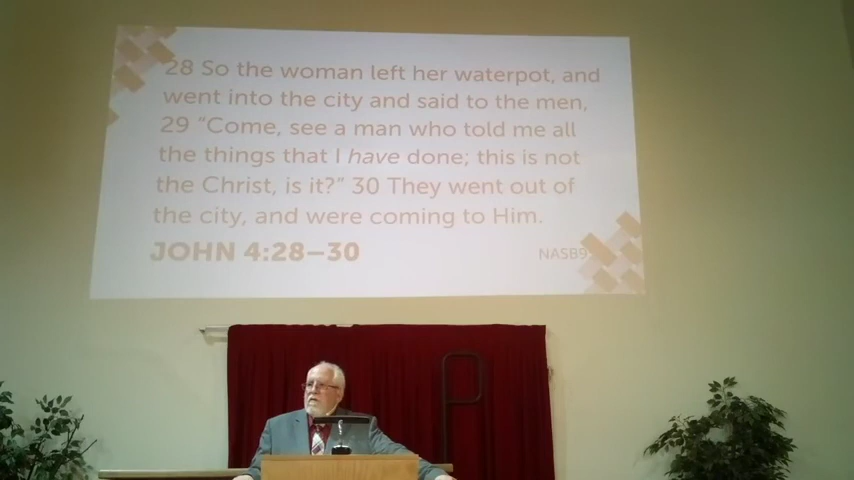 28 So the woman left her waterpot, and
went into the city and said to the men,
29 “Come, see a man who told me all
the things that I have done; this is not
the Christ, is it?” 30 They went out of
the city, and were coming to Him.
JOHN 4:28–30